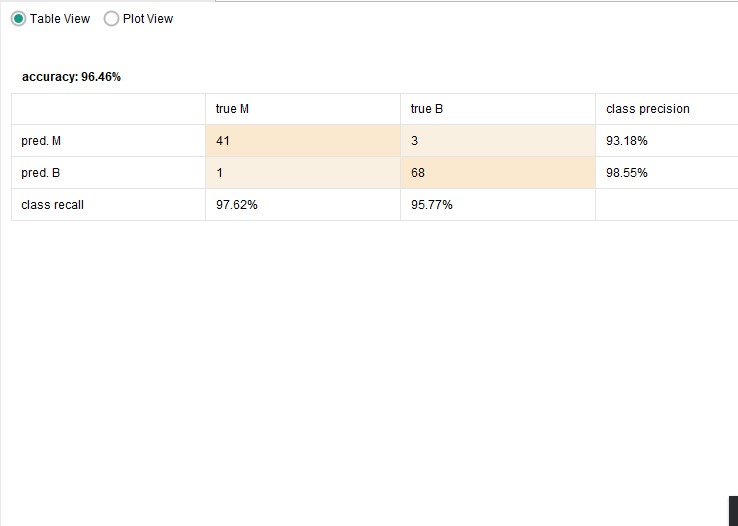 Table View Plot View
accuracy: 96.46%
true M true B class precision
pred. M 41 3 93.18%
pred. B 1 68 98.55%
class recall 97.62% 95.77%